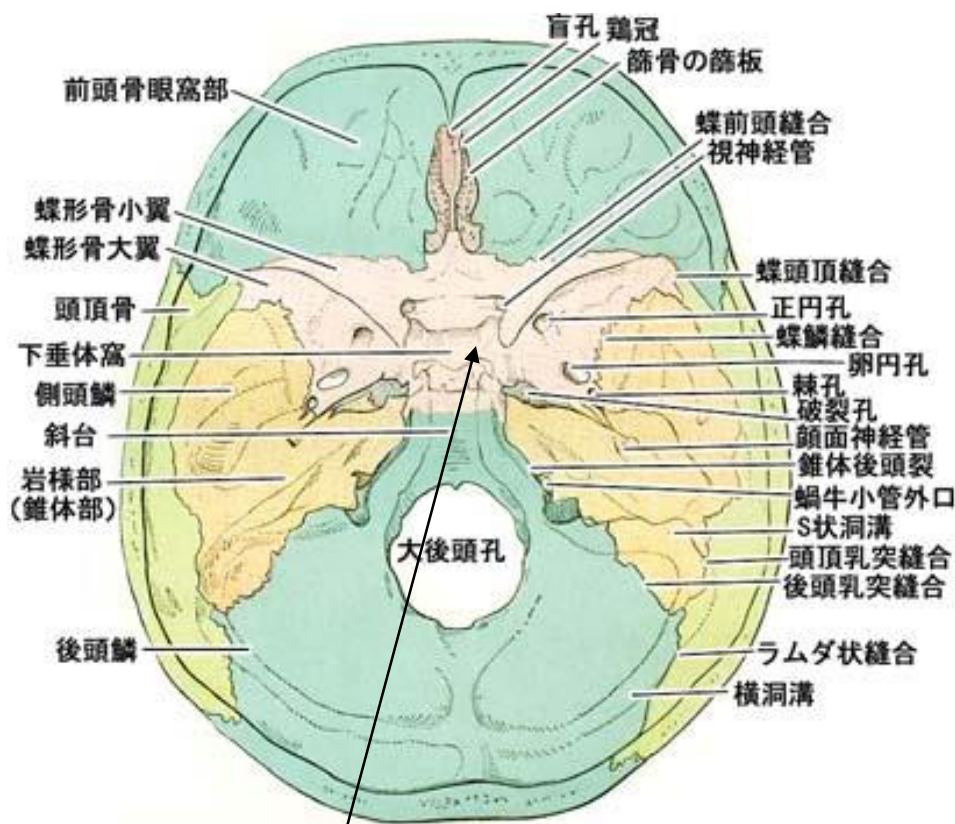 盲孔
鶏冠
篩骨の篩板
前頭骨眼窩部
蝶前頭縫合
視神経管
蝶形骨小翼
蝶形骨大翼
頭頂骨
下垂体窩
側頭鱗
斜台
岩様部
(錐体部)
後頭鱗
大後頭孔
蝶頭頂縫合
正円孔
蝶鱗縫合
卵円孔
棘孔
破裂孔
顔面神経管
錐体後頭裂
蝸牛小管外口
S状洞溝
頭頂乳突縫合
後頭乳突縫合
ラムダ状縫合
横洞溝